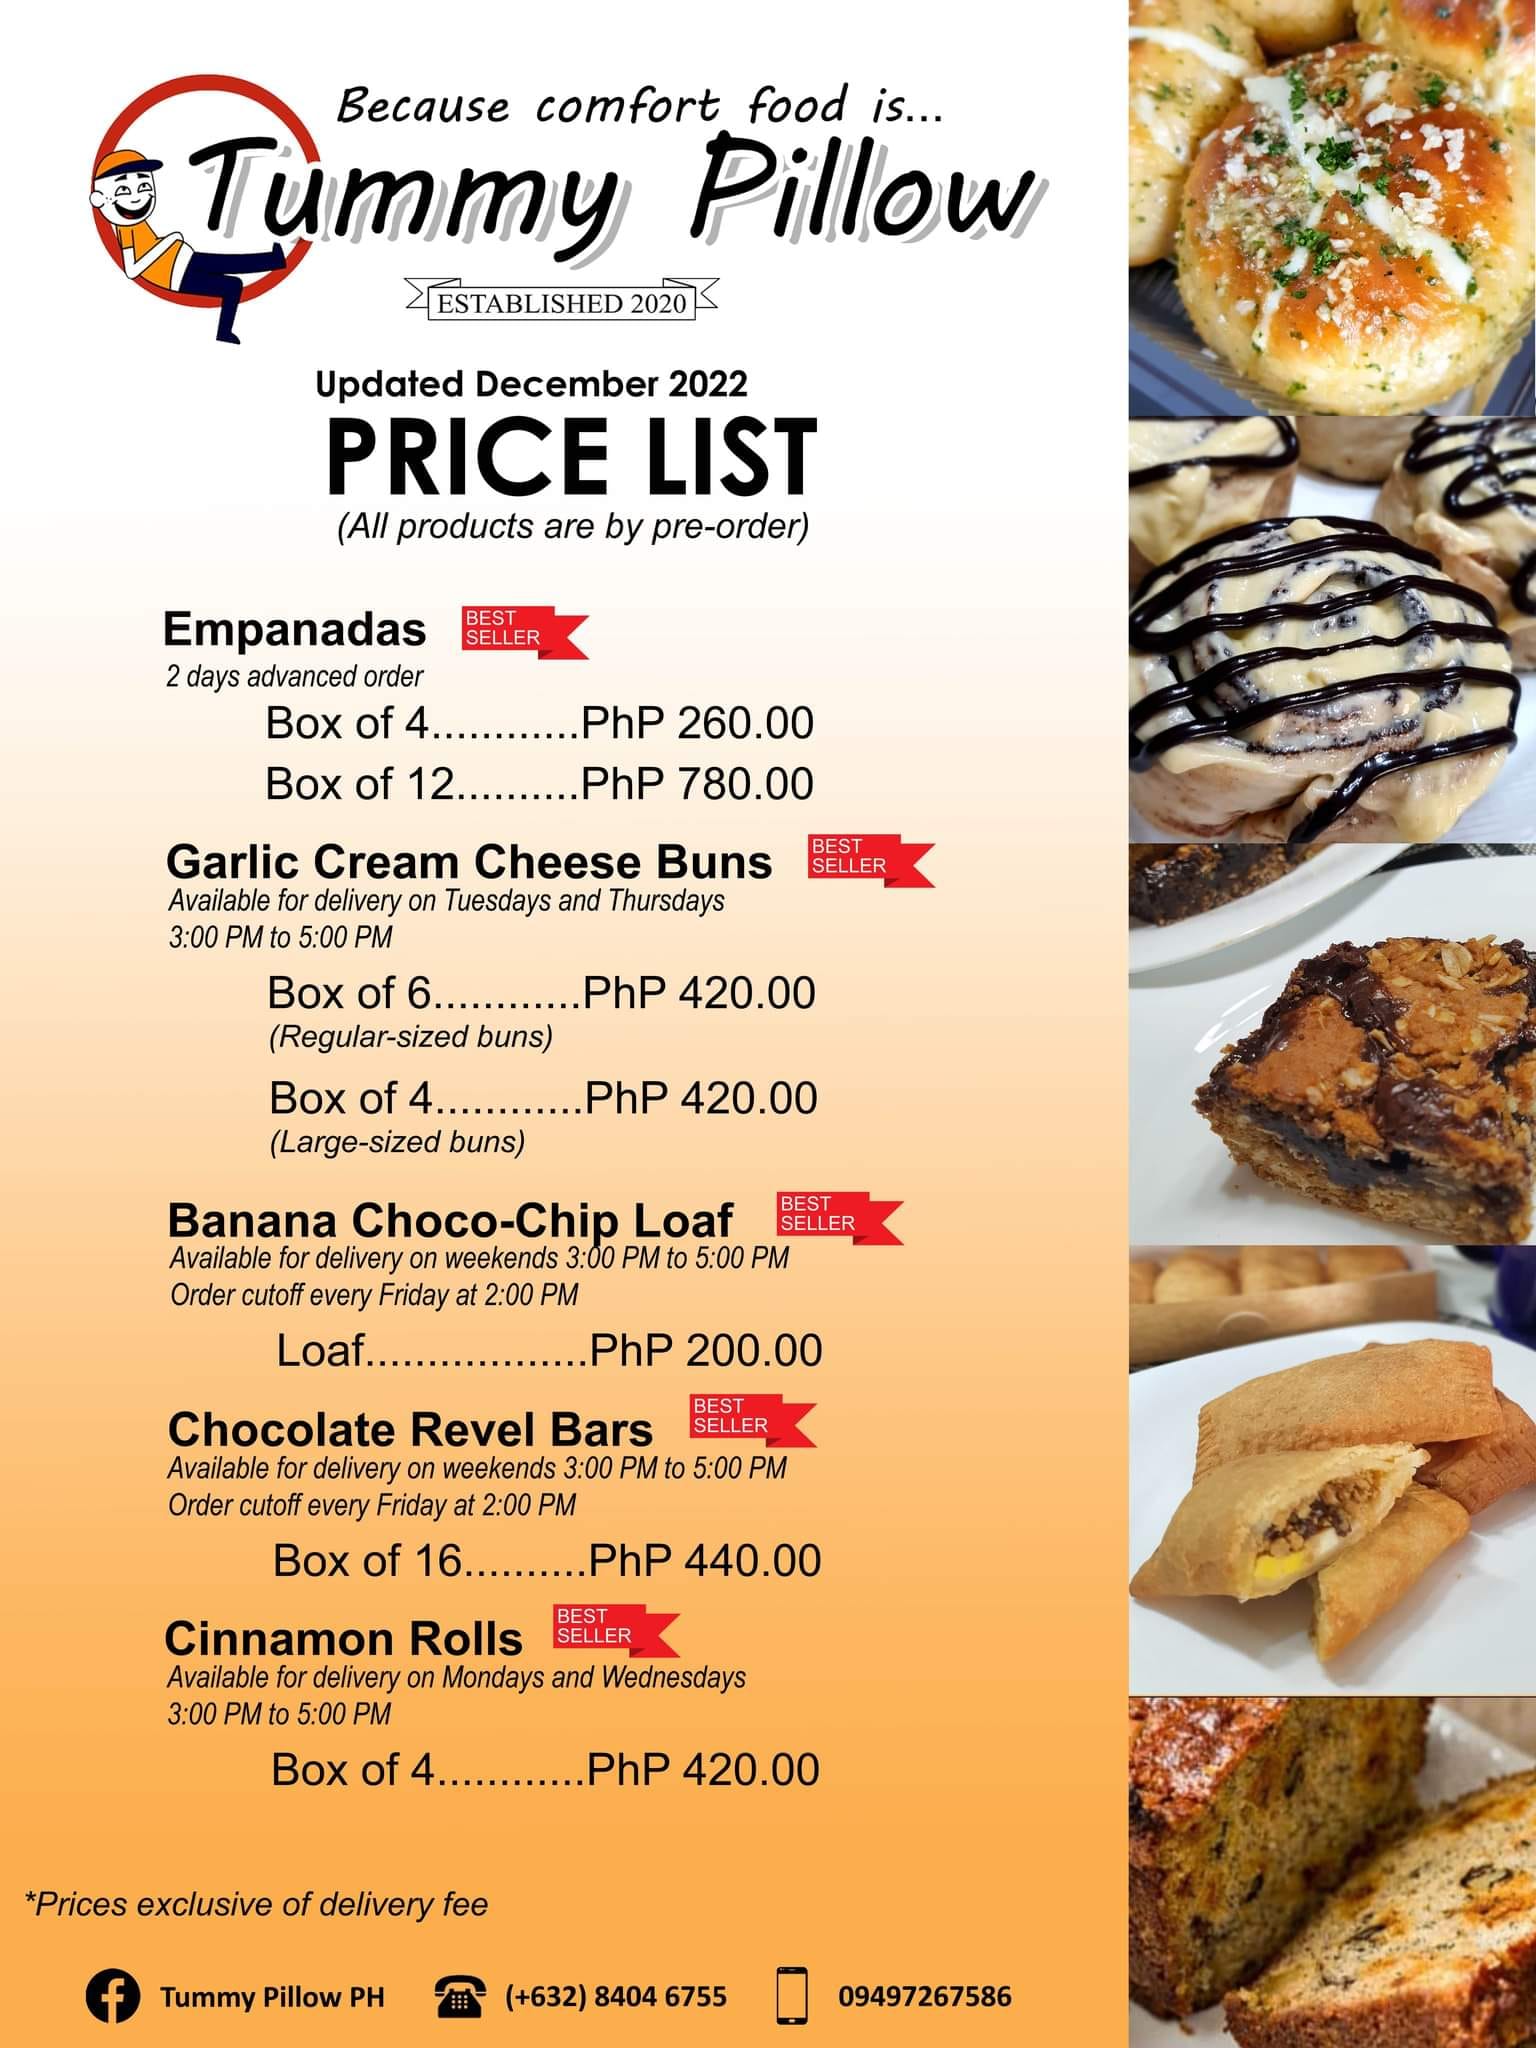 Because comfort food is...
Tummy Pillow
ESTABLISHED 2020
Updated December 2022
PRICE LIST
(All products are by pre-order)
Empanadas
BEST
SELLER
2 days advanced order
Box of 4............PhP 260.00
Box of 12..........PhP 780.00
Garlic Cream Cheese Buns
BEST
SELLER
Available for delivery on Tuesdays and Thursdays
3:00 PM to 5:00 PM
Box of 6............PhP 420.00
(Regular-sized buns)
Box of 4............PhP 420.00
(Large-sized buns)
Banana Choco-Chip Loaf
BEST
SELLER
Available for delivery on weekends 3:00 PM to 5:00 PM
Order cutoff every Friday at 2:00 PM
Loaf..................PhP 200.00
Chocolate Revel Bars
BEST
SELLER
Available for delivery on weekends 3:00 PM to 5:00 PM
Order cutoff every Friday at 2:00 PM
Box of 16..........PhP 440.00
Cinnamon Rolls
BEST
SELLER
Available for delivery on Mondays and Wednesdays
3:00 PM to 5:00 PM
Box of 4............PhP 420.00
*Prices exclusive of delivery fee
Tummy Pillow PH (+632) 8404 6755 09497267586